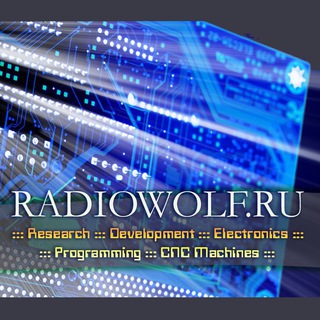 RADIOWOLF.RU
::: Research ::: Development ::: Electronics :::
::: Programming ::: CNC Machines :::